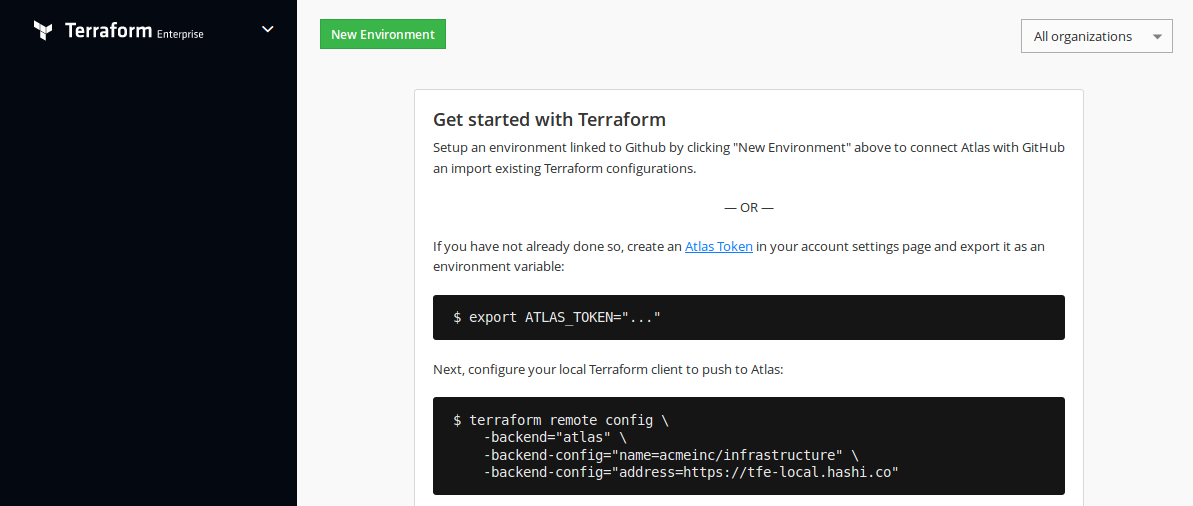 Terraform Enterprise
New Environment
All organizations
Get started with Terraform
Setup an environment linked to Github by clicking "New Environment" above to connect Atlas with GitHub
an import existing Terraform configurations.
— OR —
If you have not already done so, create an Atlas Token in your account settings page and export it as an
environment variable:
$ export ATLAS_TOKEN="..."
Next, configure your local Terraform client to push to Atlas:
$ terraform remote config \
-backend="atlas" \
-backend-config="name=acmeinc/infrastructure" \
-backend-config="address=https://tfe-local.hashi.co"